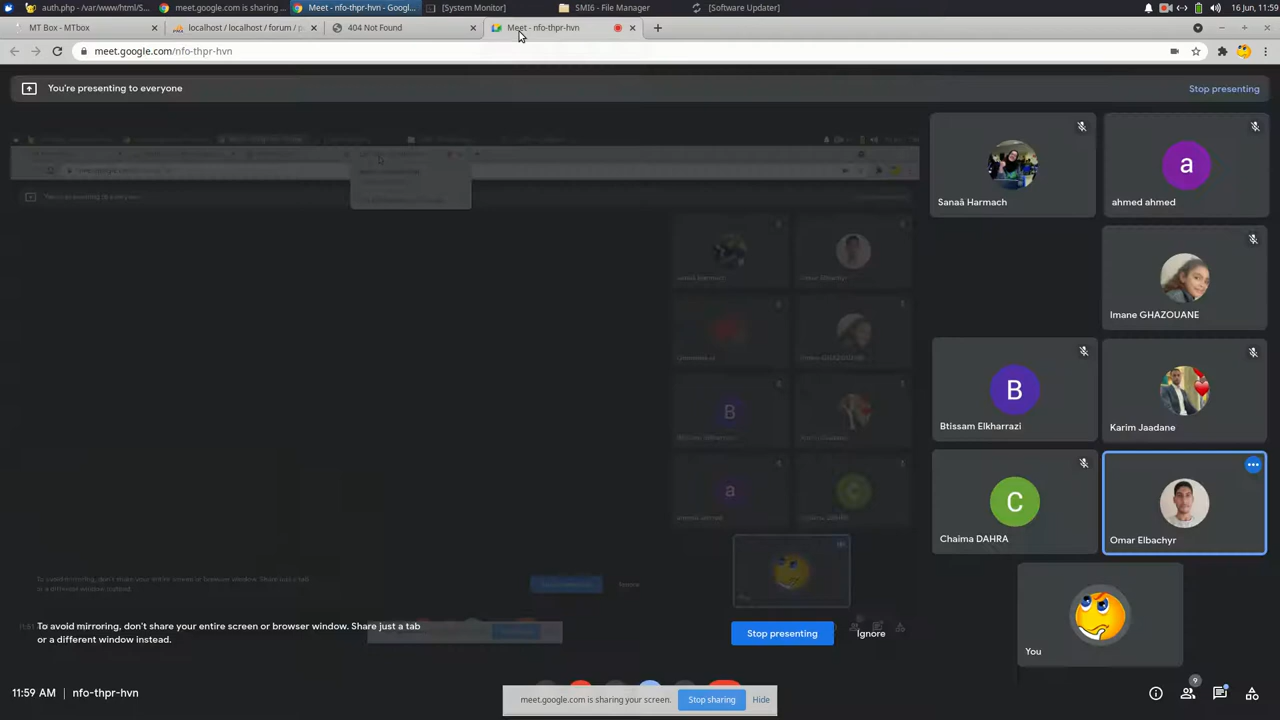 auth.php - /var/www/html/S...
meet.google.com is sharing ...
Meet - nfo-thpr-hvn - Googl...
[System Monitor]
SMI6 - File Manager
[Software Updater]
16 Jun, 11:59
MT Box - MTbox
localhost / localhost / forum / p
404 Not Found
Meet - nfo-thpr-hvn
meet.google.com/nfo-thpr-hvn
You're presenting to everyone
Stop presenting
Sanaâ Harmach
a
ahmed ahmed
Imane GHAZOUANE
B
Btissam Elkharrazi
Karim Jaadane
C
Chaima DAHRA
Omar Elbachyr
You
To avoid mirroring, don't share your entire screen or browser window. Share just a tab
or a different window instead.
Stop presenting
Ignore
11:59 AM | nfo-thpr-hvn
meet.google.com is sharing your screen.
Stop sharing
Hide
9